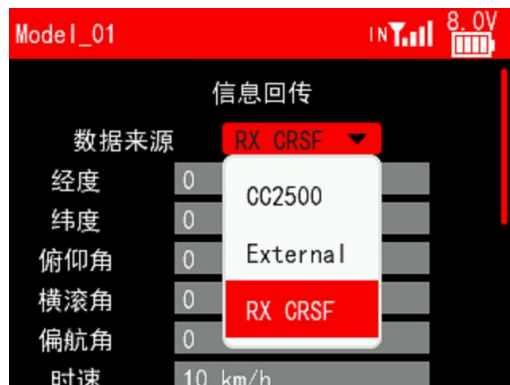 Model_01 IN 8.0V
信息回传
数据来源 RX CRSF
经度 0
CC2500
纬度 0
俯仰角 0
External
横滚角 0
RX CRSF
偏航角 0
时速 10 km/h